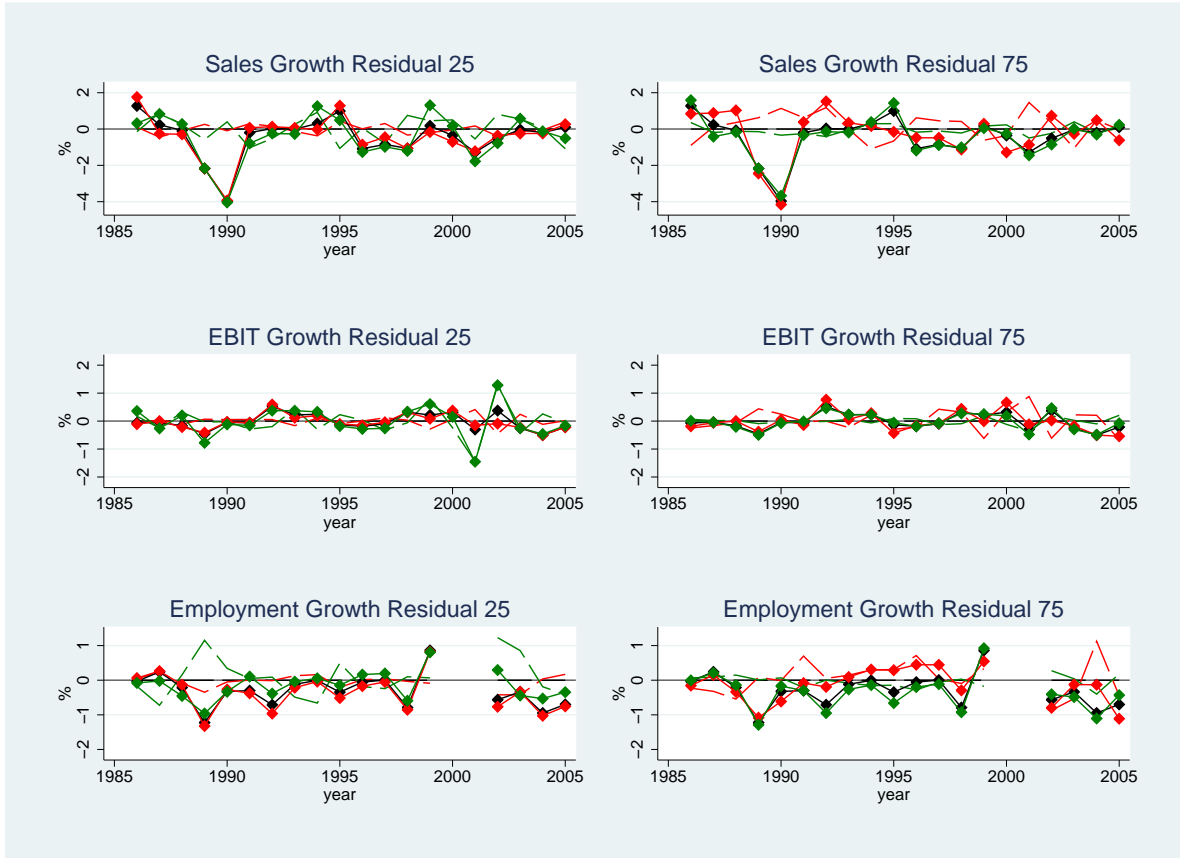 Sales Growth Residual 25
2
0
−2
−4
%
1985 1990 1995 2000 2005
year
Sales Growth Residual 75
2
0
−2
−4
%
1985 1990 1995 2000 2005
year
EBIT Growth Residual 25
2
1
0
−1
−2
%
1985 1990 1995 2000 2005
year
EBIT Growth Residual 75
2
1
0
−1
−2
%
1985 1990 1995 2000 2005
year
Employment Growth Residual 25
1
0
−1
−2
%
1985 1990 1995 2000 2005
year
Employment Growth Residual 75
1
0
−1
−2
%
1985 1990 1995 2000 2005
year